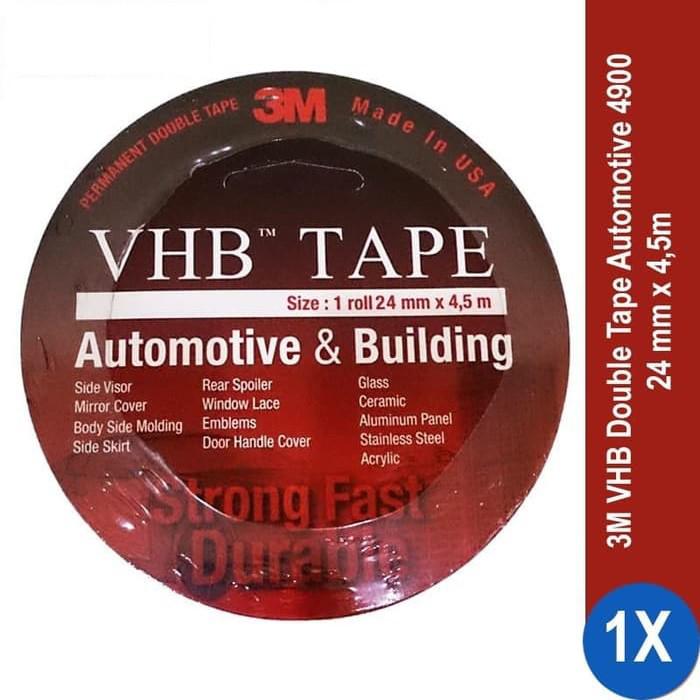 PERMANENT DOUBLE TAPE 3M Made In USA
VHB™ TAPE
Size : 1 roll 24 mm x 4,5 m
Automotive & Building
Side Visor
Mirror Cover
Body Side Molding
Side Skirt
Rear Spoiler
Window Lace
Emblems
Door Handle Cover
Glass
Ceramic
Aluminum Panel
Stainless Steel
Acrylic
Strong Fast
Durable
3M VHB Double Tape Automotive 4900
24 mm x 4,5m
1X